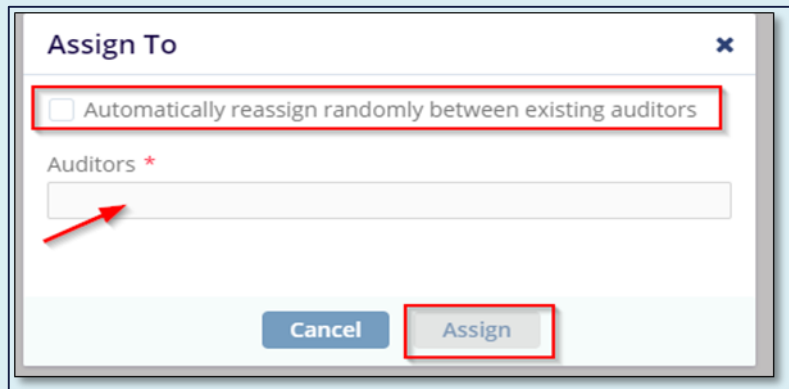 Assign To
Automatically reassign randomly between existing auditors
Auditors *
Cancel Assign